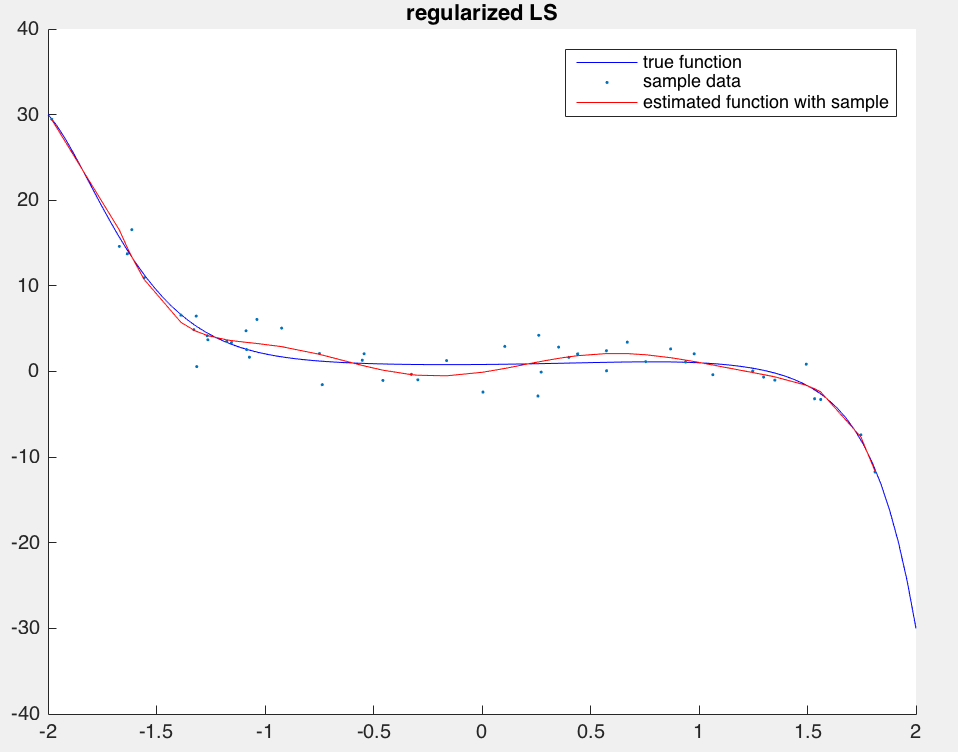 regularized LS
true function
sample data
estimated function with sample
40
30
20
10
0
-10
-20
-30
-40
-2 -1.5 -1 -0.5 0 0.5 1 1.5 2